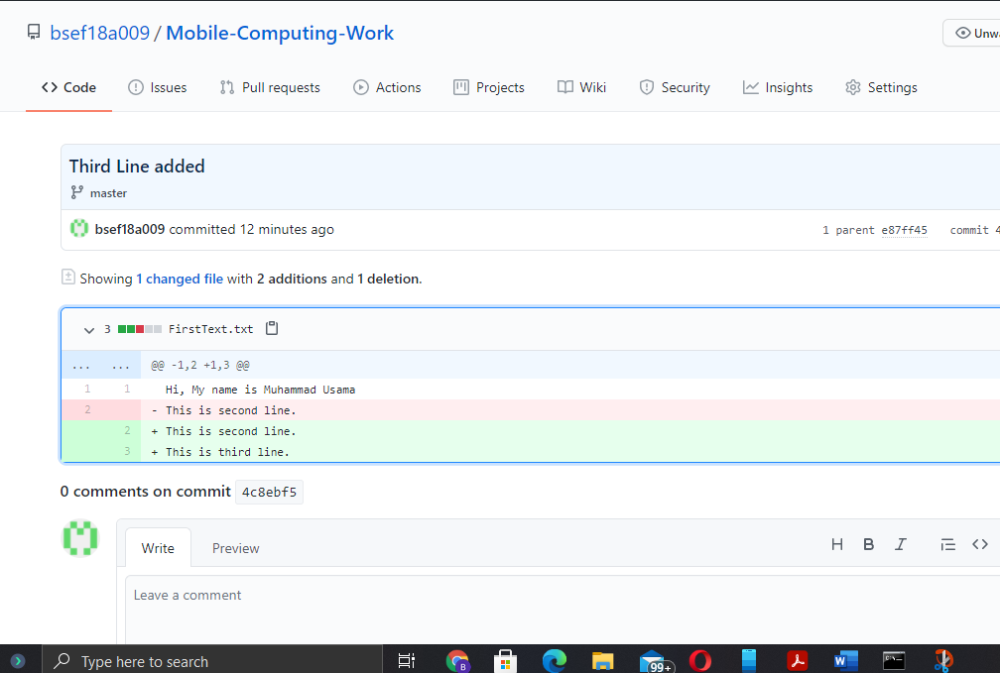 bsef18a009 / Mobile-Computing-Work
Code Issues Pull requests Actions Projects Wiki Security Insights Settings
Third Line added
master
bsef18a009 committed 12 minutes ago 1 parent e87ff45 commit
Showing 1 changed file with 2 additions and 1 deletion.
3 FirstText.txt
... ... @@ -1,2 +1,3 @@
1 1 Hi, My name is Muhammad Usama
2 - This is second line.
2 + This is second line.
3 + This is third line.
0 comments on commit 4c8ebf5
Write Preview H B I
Leave a comment
Type here to search 99+